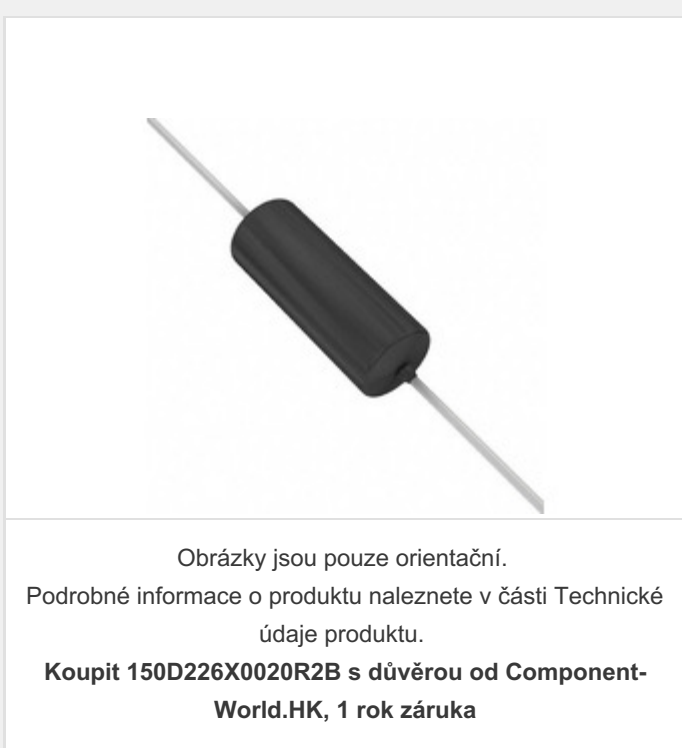 Obrázky jsou pouze orientační.
Podrobné informace o produktu naleznete v části Technické
údaje produktu.
Koupit 150D226X0020R2B s důvěrou od Component-
World.HK, 1 rok záruka